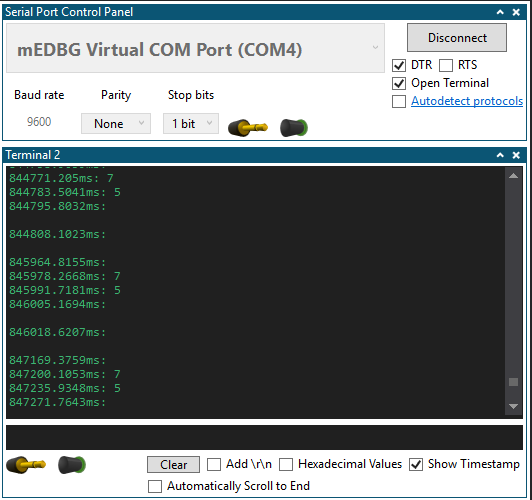 Serial Port Control Panel
mEDBG Virtual COM Port (COM4)
Disconnect
DTR RTS
Open Terminal
Autodetect protocols
Baud rate Parity Stop bits
9600 None 1 bit
Terminal 2
844771.205ms: 7
844783.5041ms: 5
844795.8032ms:
844808.1023ms:
845964.8155ms:
845978.2668ms: 7
845991.7181ms: 5
846005.1694ms:
846018.6207ms:
847169.3759ms:
847200.1053ms: 7
847235.9348ms: 5
847271.7643ms:
Clear Add \r\n Hexadecimal Values Show Timestamp
Automatically Scroll to End